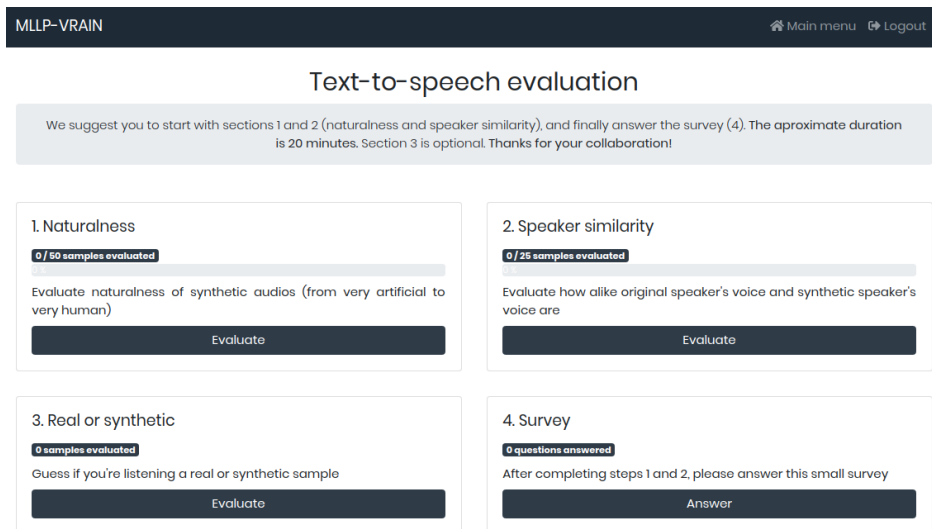 MLLP-VRAIN
Main menu
Logout
Text-to-speech evaluation
We suggest you to start with sections 1 and 2 (naturalness and speaker similarity), and finally answer the survey (4). The aproximate duration
is 20 minutes. Section 3 is optional. Thanks for your collaboration!
1. Naturalness
0 / 50 samples evaluated
0 %
Evaluate naturalness of synthetic audios (from very artificial to
very human)
Evaluate
2. Speaker similarity
0 / 25 samples evaluated
0 %
Evaluate how alike original speaker's voice and synthetic speaker's
voice are
Evaluate
3. Real or synthetic
0 samples evaluated
Guess if you're listening a real or synthetic sample
Evaluate
4. Survey
0 questions answered
After completing steps 1 and 2, please answer this small survey
Answer